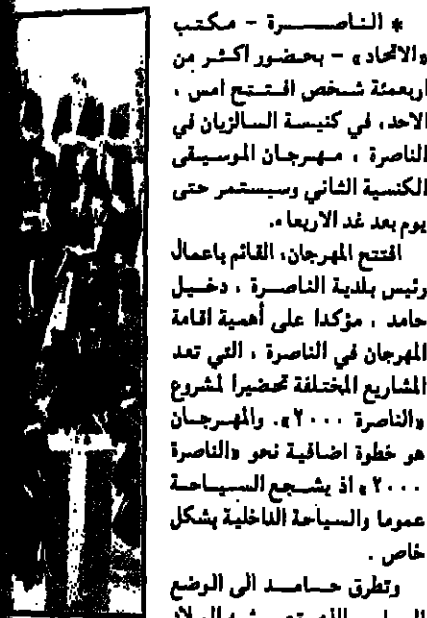 * الناصـــــرة - مكتب
«الاتحاد» - بحضور اكثر من
اربعمئة شخص افتتح امس ،
الاحد، في كنيسة السالزيان في
الناصرة ، مهرجان الموسيقى
الكنسية الثاني وسيستمر حتى
يوم بعد غد الاربعاء.
افتتح المهرجان، القائم باعمال
رئيس بلدية الناصـــرة ، دخـيل
حامد ، مؤكدا على أهمية اقامة
المهرجان في الناصرة ، التي تعد
المشاريع المختلفة تحضيرا لمشروع
«الناصرة ٢٠٠٠». والمهرجان
هو خطوة اضافية نحو «الناصرة
٢٠٠٠» اذ يشجع السياحة
عموما والسياحة الداخلية بشكل
خاص .
وتطرق حـامـد الى الوضع